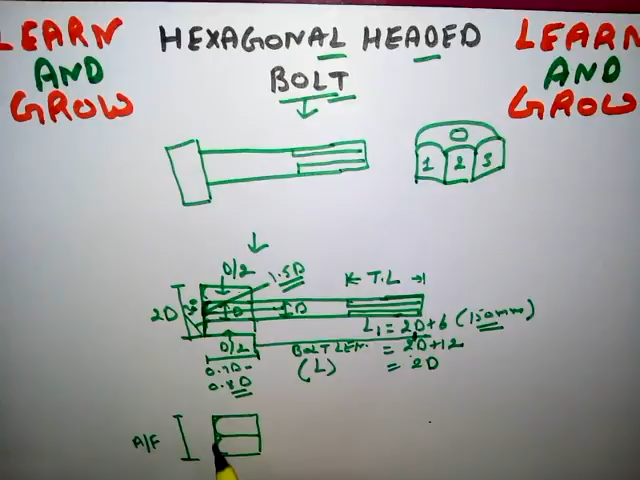 LEARN AND GROW
HEXAGONAL HEADED BOLT
LEARN AND GROW
1 2 3
D/2
1.5D
T.L
2D
D
D
L1 = 2D+6 (150mm)
= 2D+12
= 2D
D/2
BOLT LEN
(L)
0.7D-
0.8D
A/F